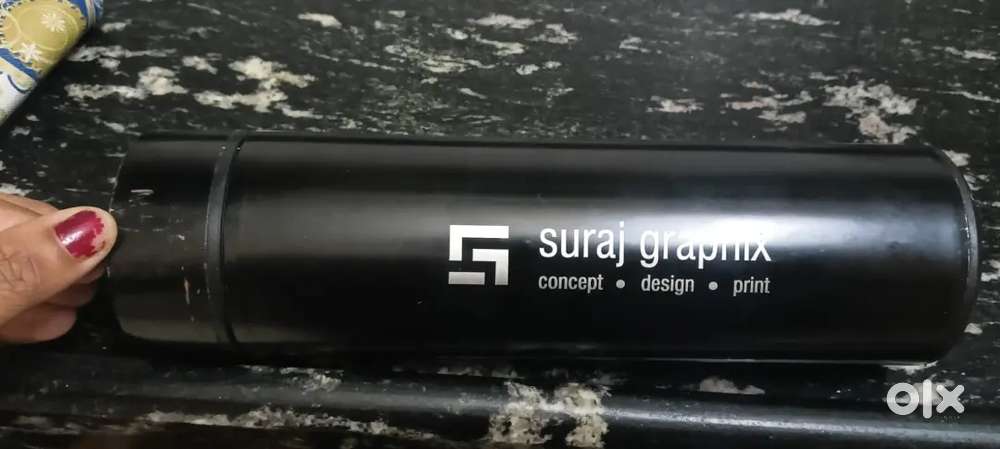 suraj graphix
concept • design • print
olx